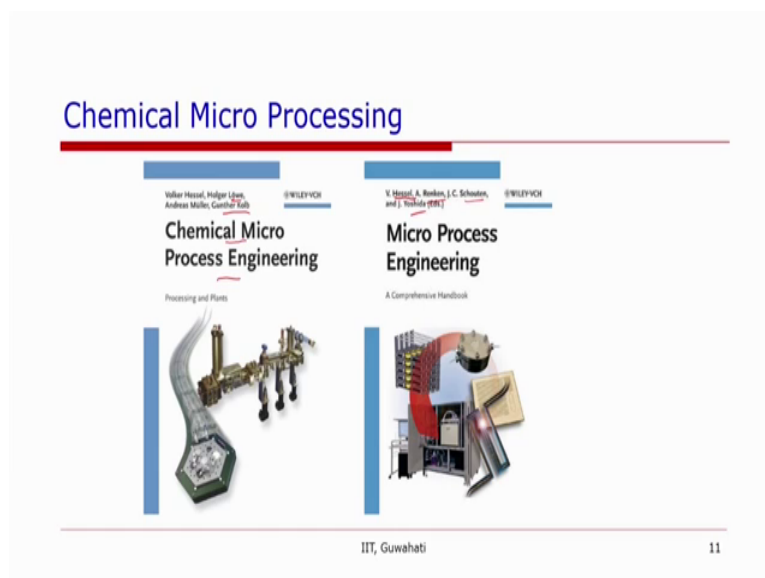 Chemical Micro Processing
Volker Hessel, Holger Löwe,
Andreas Müller, Gunther Kolb
WILEY-VCH
Chemical Micro
Process Engineering
Processing and Plants
V. Hessel, A. Renken, J.C. Schouten,
and J. Yoshida (Eds.)
WILEY-VCH
Micro Process
Engineering
A Comprehensive Handbook
IIT, Guwahati
11